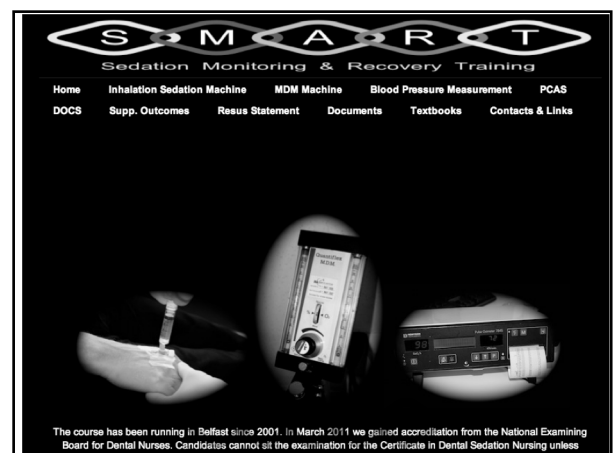 S M A R T
Sedation Monitoring & Recovery Training
Home Inhalation Sedation Machine MDM Machine Blood Pressure Measurement PCAS
DOCS Supp. Outcomes Resus Statement Documents Textbooks Contacts & Links
Quantiflex
M.D.M.
98
The course has been running in Belfast since 2001. In March 2011 we gained accreditation from the National Examining
Board for Dental Nurses. Candidates cannot sit the examination for the Certificate in Dental Sedation Nursing unless